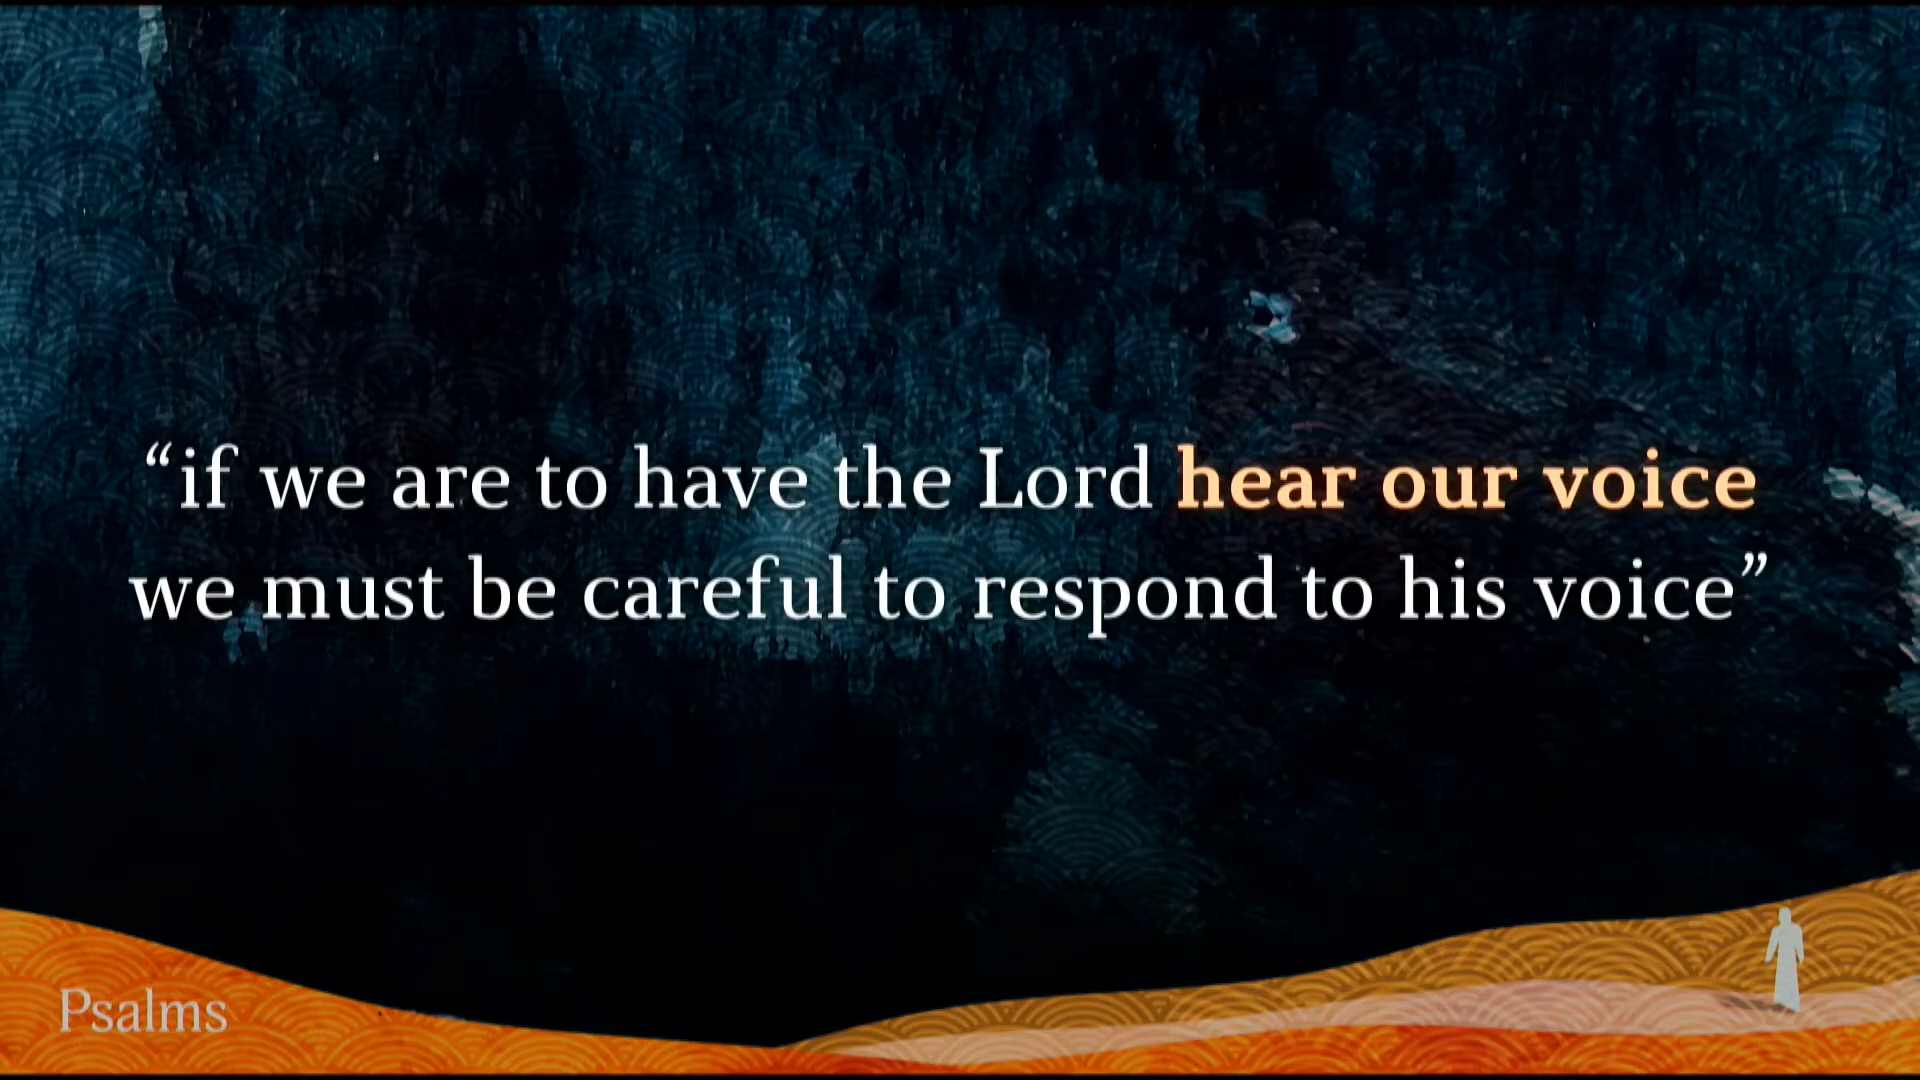 “if we are to have the Lord hear our voice
we must be careful to respond to his voice”
Psalms